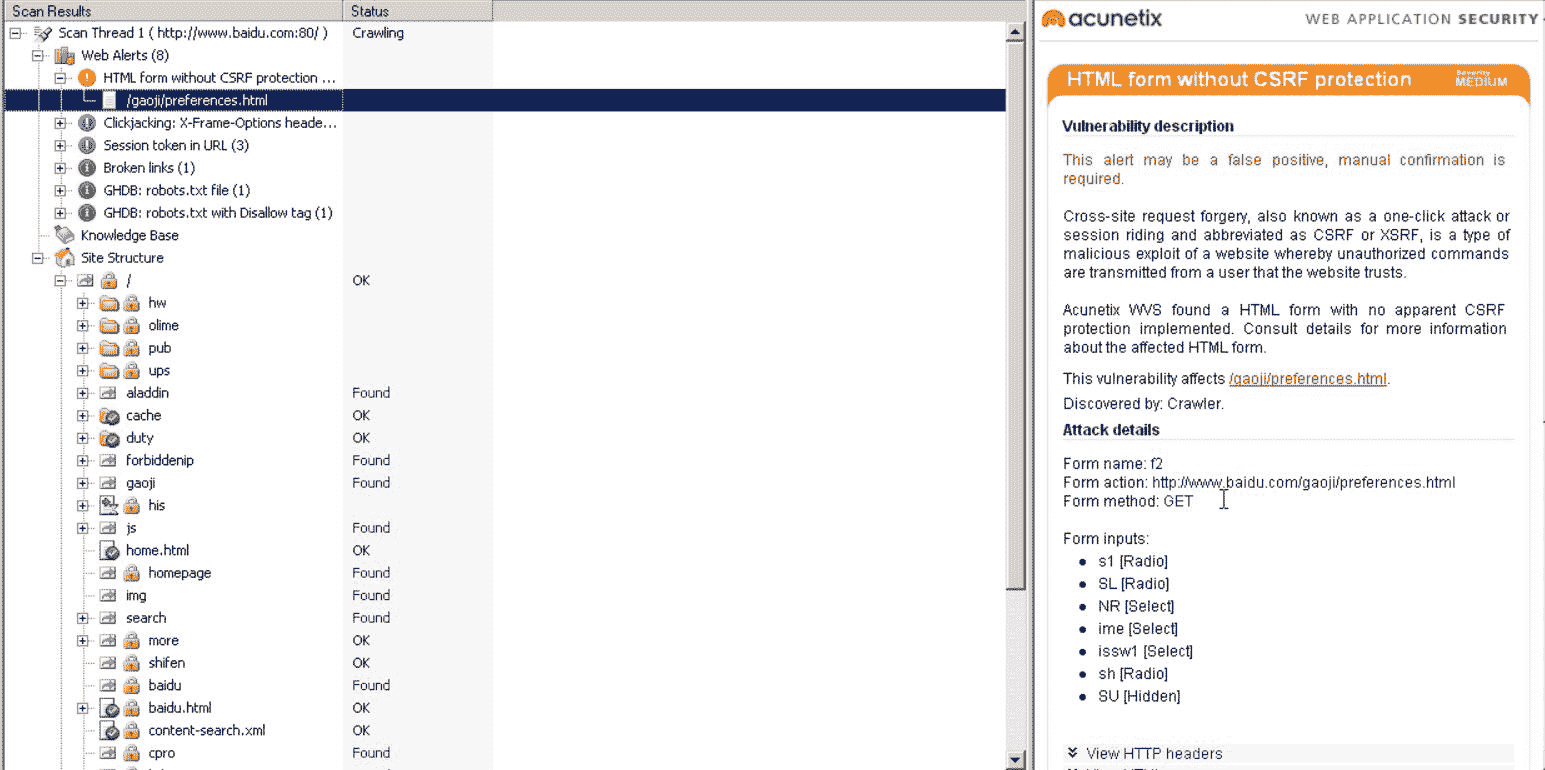 Scan Results Status
Scan Thread 1 ( http://www.baidu.com:80/ ) Crawling
Web Alerts (8)
HTML form without CSRF protection ...
/gaoji/preferences.html
Clickjacking: X-Frame-Options heade...
Session token in URL (3)
Broken links (1)
GHDB: robots.txt file (1)
GHDB: robots.txt with Disallow tag (1)
Knowledge Base
Site Structure
/ OK
hw
olime
pub
ups
aladdin Found
cache OK
duty OK
forbiddenip Found
gaoji Found
his
js Found
home.html OK
homepage Found
img Found
search Found
more OK
shifen OK
baidu Found
baidu.html OK
content-search.xml OK
cpro Found
acunetix WEB APPLICATION SECURITY
HTML form without CSRF protection
Severity
MEDIUM
Vulnerability description
This alert may be a false positive, manual confirmation is
required.
Cross-site request forgery, also known as a one-click attack or
session riding and abbreviated as CSRF or XSRF, is a type of
malicious exploit of a website whereby unauthorized commands
are transmitted from a user that the website trusts.
Acunetix WVS found a HTML form with no apparent CSRF
protection implemented. Consult details for more information
about the affected HTML form.
This vulnerability affects /gaoji/preferences.html.
Discovered by: Crawler.
Attack details
Form name: f2
Form action: http://www.baidu.com/gaoji/preferences.html
Form method: GET
Form inputs:
s1 [Radio]
SL [Radio]
NR [Select]
ime [Select]
issw1 [Select]
sh [Radio]
SU [Hidden]
View HTTP headers